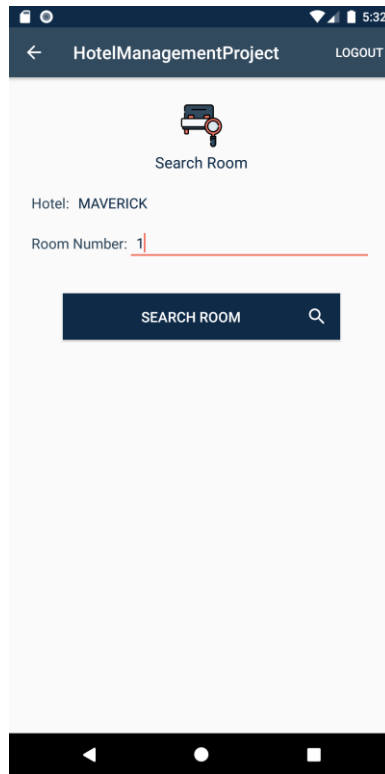 5:32
HotelManagementProject LOGOUT
Search Room
Hotel: MAVERICK
Room Number: 1
SEARCH ROOM